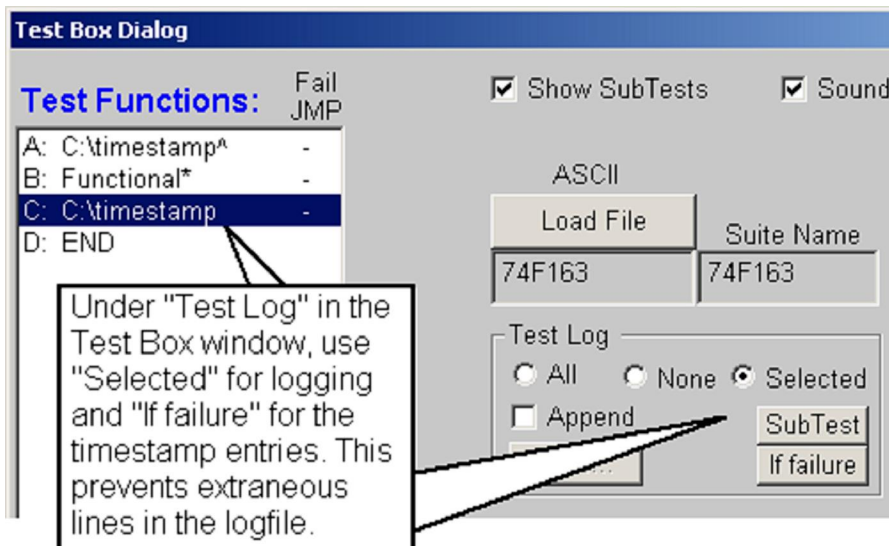 Test Box Dialog
Test Functions:
Fail
JMP
A: C:\timestamp^ -
B: Functional* -
C: C:\timestamp -
D: END
Show SubTests
Sound
ASCII
Load File
Suite Name
74F163
74F163
Test Log
All
None
Selected
Append
SubTest
...
If failure
Under "Test Log" in the
Test Box window, use
"Selected" for logging
and "If failure" for the
timestamp entries. This
prevents extraneous
lines in the logfile.